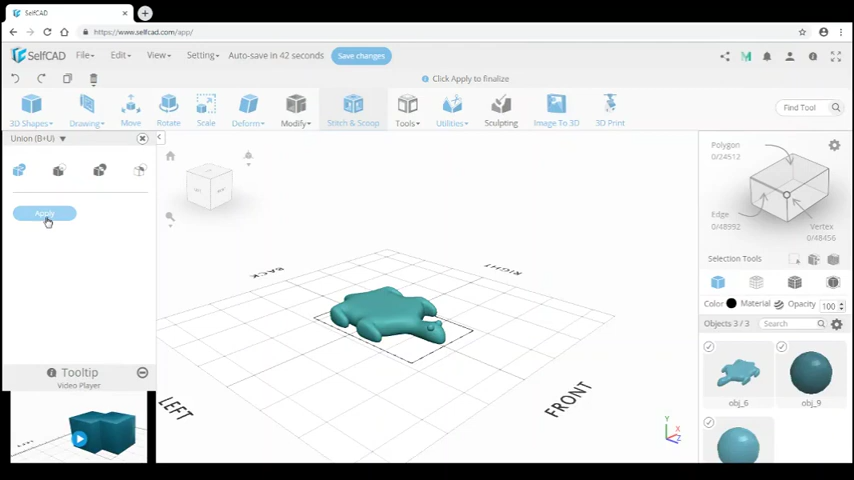 SelfCAD
https://www.selfcad.com/app/
SelfCAD File Edit View Setting Auto-save in 42 seconds Save changes
Click Apply to finalize
3D Shapes Drawing Move Rotate Scale Deform Modify Stitch & Scoop Tools Utilities Sculpting Image To 3D 3D Print Find Tool
Union (B+U)
Apply
Polygon
0/24512
Edge
0/48992
Vertex
0/48456
Selection Tools
Color Material Opacity 100
Objects 3 / 3 Search
obj_6 obj_9
BACK
RIGHT
LEFT
FRONT
Y
X
Z
Tooltip
Video Player